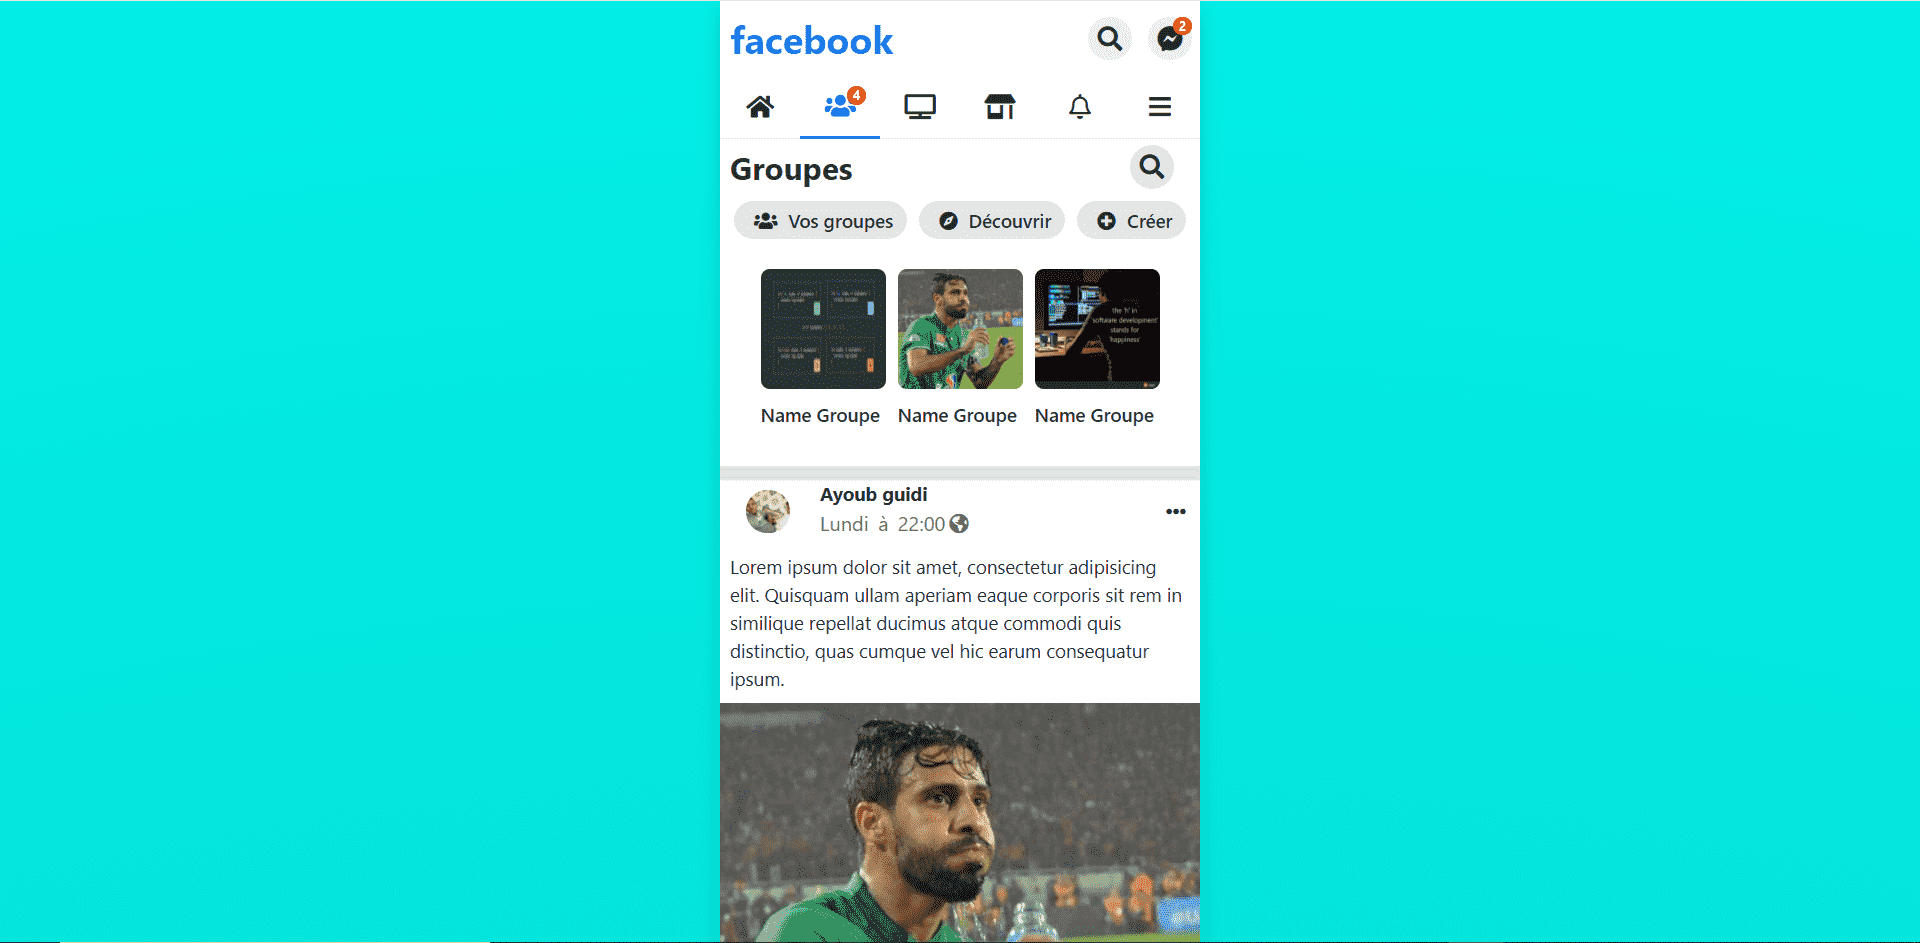 facebook
2
4
Groupes
Vos groupes
Découvrir
Créer
the 'h' in
software development'
stands for
'happiness'
Name Groupe
Name Groupe
Name Groupe
Ayoub guidi
Lundi à 22:00
Lorem ipsum dolor sit amet, consectetur adipisicing
elit. Quisquam ullam aperiam eaque corporis sit rem in
similique repellat ducimus atque commodi quis
distinctio, quas cumque vel hic earum consequatur
ipsum.